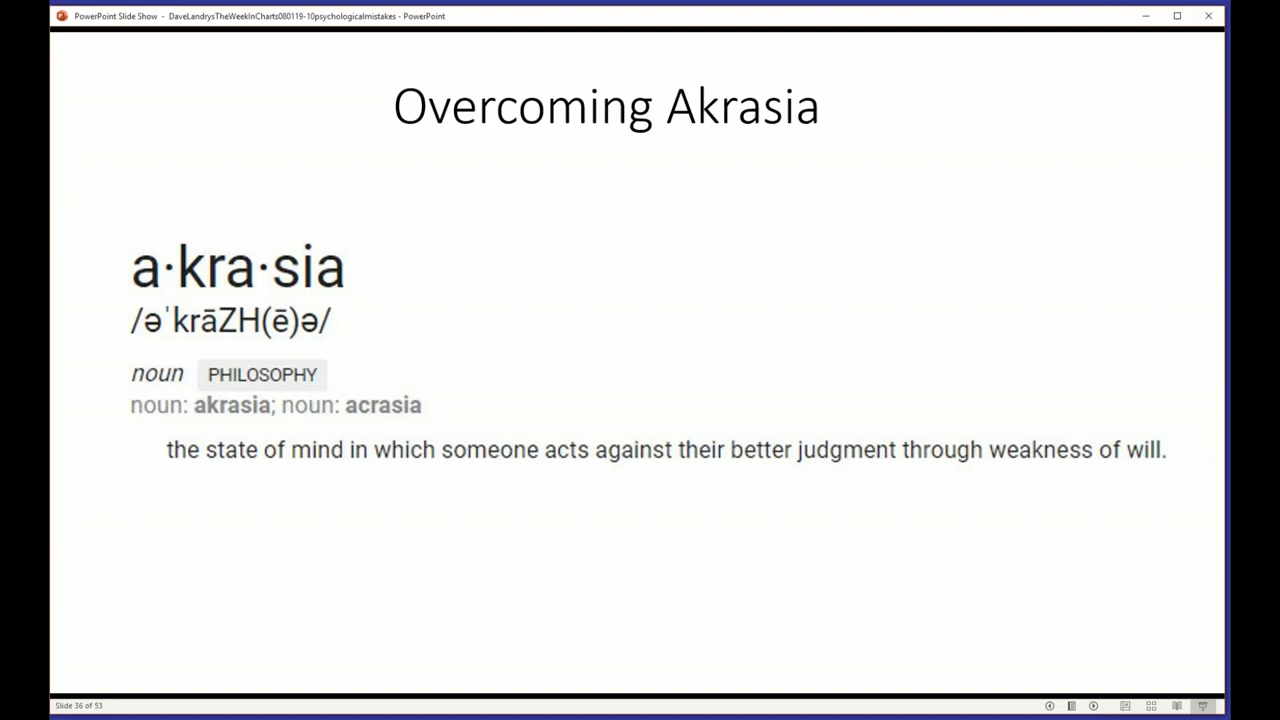 PowerPoint Slide Show - DaveLandrysTheWeekInCharts080119-10psychologicalmistakes - PowerPoint
Overcoming Akrasia
a·kra·sia
/əˈkrāZH(ē)ə/
noun PHILOSOPHY
noun: akrasia; noun: acrasia
the state of mind in which someone acts against their better judgment through weakness of will.
Slide 36 of 53